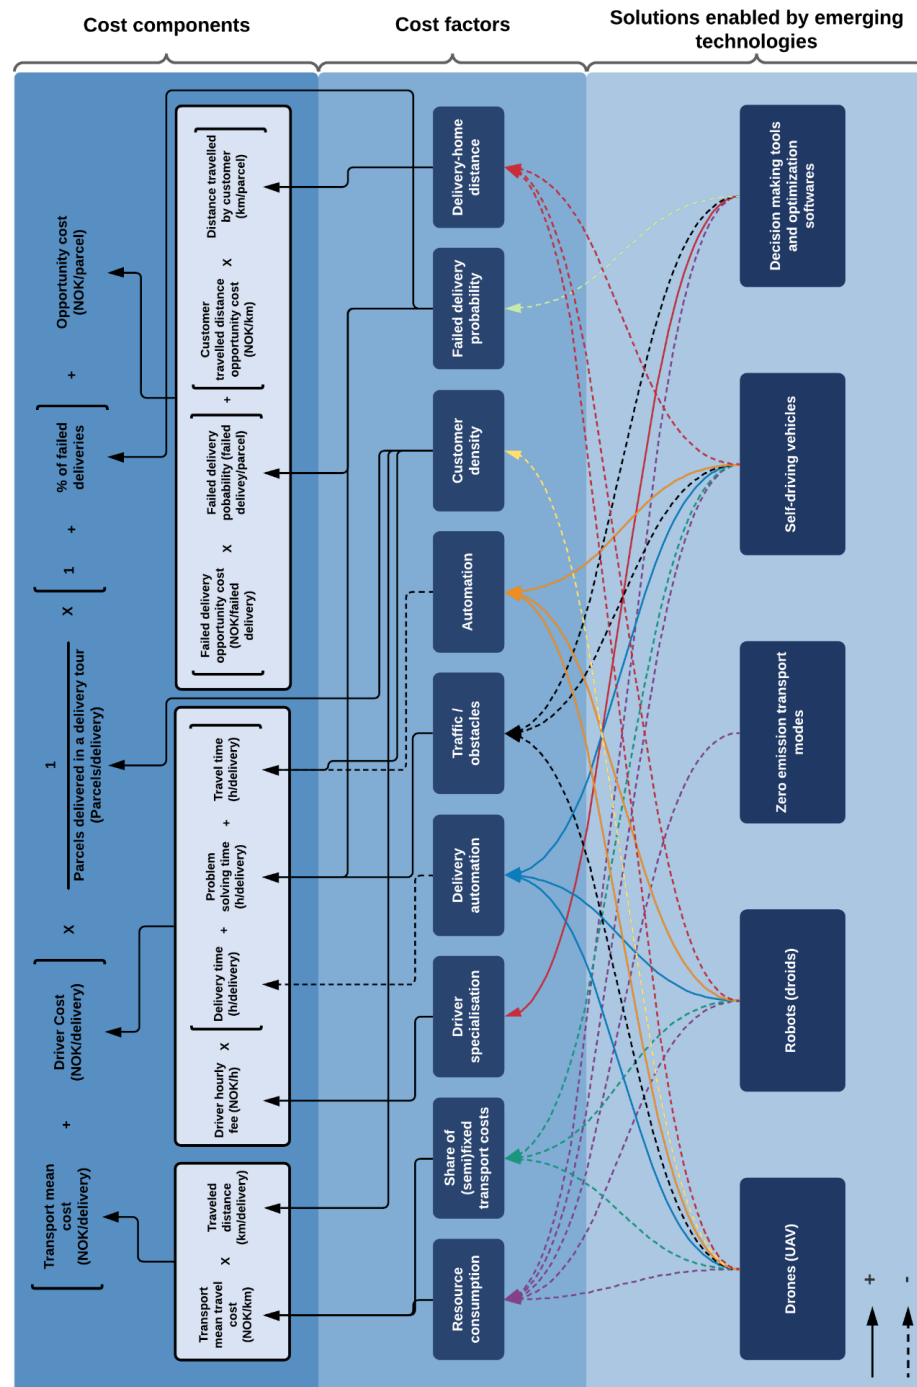 Cost components
Cost factors
Solutions enabled by emerging
technologies
Opportunity cost
(NOK/parcel)
+
% of failed
deliveries
+
1
X
1
Parcels delivered in a delivery tour
(Parcels/delivery)
X
Driver Cost
(NOK/delivery)
+
Transport mean
cost
(NOK/delivery)
Distance travelled
by customer
(km/parcel)
X
Customer
travelled distance
opportunity cost
(NOK/km)
+
Failed delivery
pobability (failed
delivey/parcel)
X
Failed delivery
opportunity cost
(NOK/failed
delivery)
Travel time
(h/delivery)
+
Problem
solving time
(h/delivery)
+
Delivery time
(h/delivery)
X
Driver hourly
fee (NOK/h)
Traveled
distance
(km/delivery)
X
Transport
mean travel
cost
(NOK/km)
Delivery-home
distance
Failed delivery
probability
Customer
density
Automation
Traffic /
obstacles
Delivery
automation
Driver
specialisation
Share of
(semi)fixed
transport costs
Resource
consumption
Decision making tools
and optimization
softwares
Self-driving vehicles
Zero emission transport
modes
Robots (droids)
Drones (UAV)
+
-